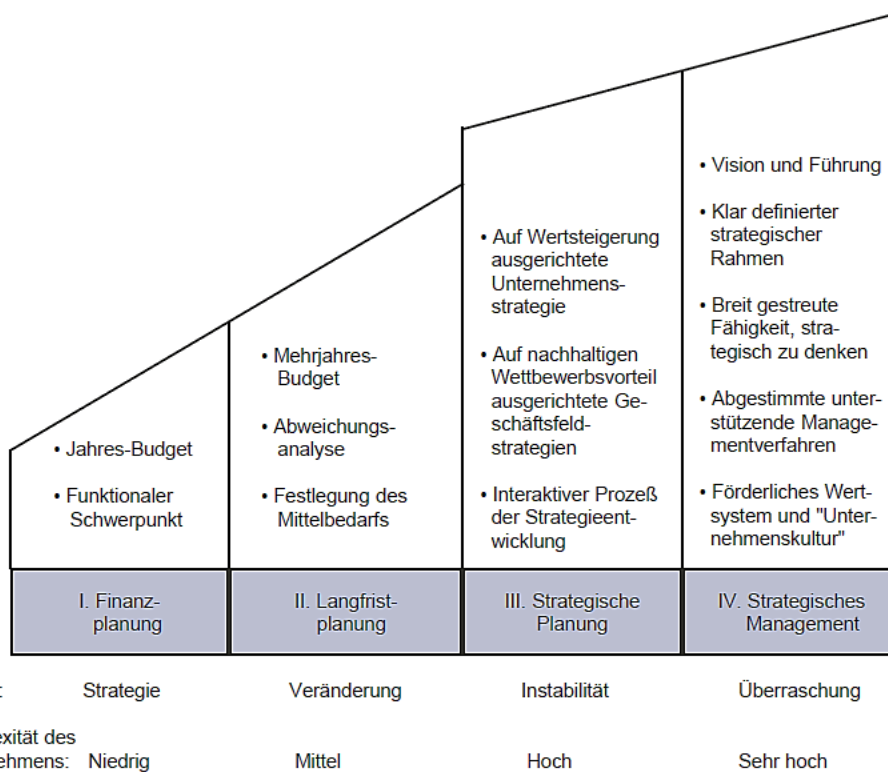 • Jahres-Budget
• Funktionaler
Schwerpunkt
• Mehrjahres-
Budget
• Abweichungs-
analyse
• Festlegung des
Mittelbedarfs
• Auf Wertsteigerung
ausgerichtete
Unternehmens-
strategie
• Auf nachhaltigen
Wettbewerbsvorteil
ausgerichtete Ge-
schäftsfeld-
strategien
• Interaktiver Prozeß
der Strategieent-
wicklung
• Vision und Führung
• Klar definierter
strategischer
Rahmen
• Breit gestreute
Fähigkeit, stra-
tegisch zu denken
• Abgestimmte unter-
stützende Manage-
mentverfahren
• Förderliches Wert-
system und "Unter-
nehmenskultur"
I. Finanz-
planung
II. Langfrist-
planung
III. Strategische
Planung
IV. Strategisches
Management
Strategie Veränderung Instabilität Überraschung
exität des
nehmens: Niedrig Mittel Hoch Sehr hoch